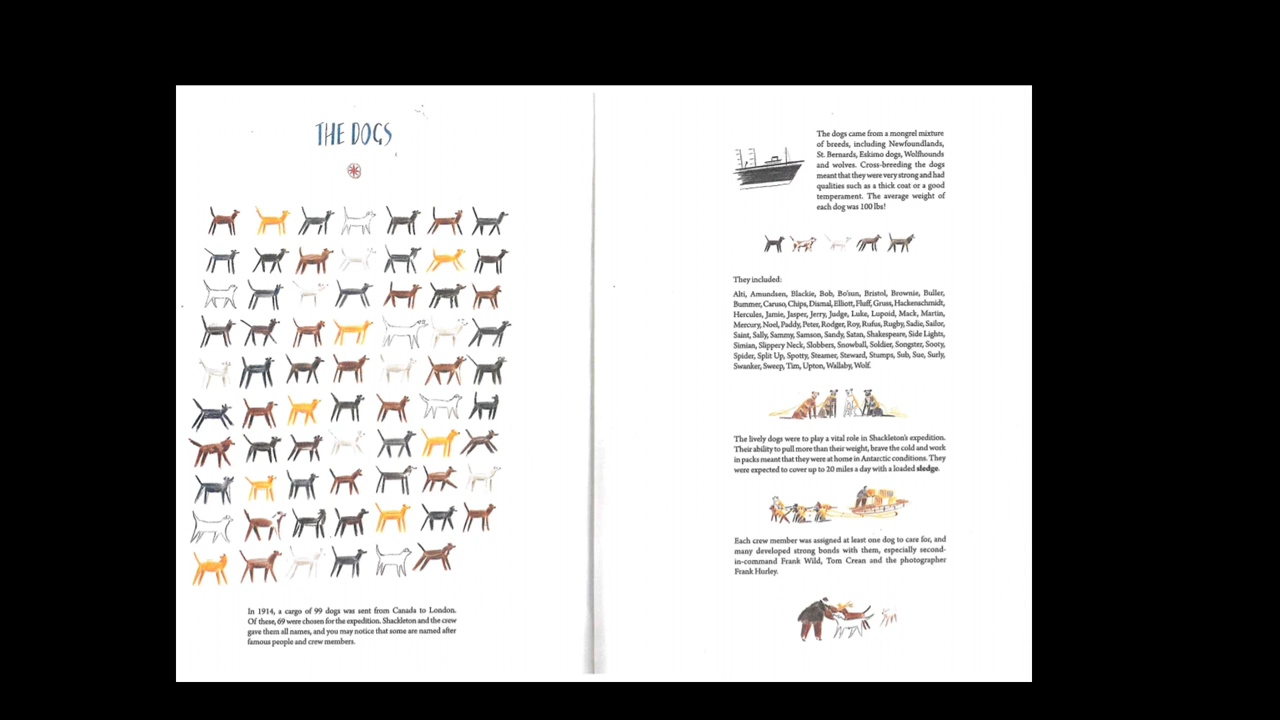 THE DOGS
In 1914, a cargo of 99 dogs was sent from Canada to London.
Of these, 69 were chosen for the expedition. Shackleton and the crew
gave them all names, and you may notice that some are named after
famous people and crew members.
The dogs came from a mongrel mixture
of breeds, including Newfoundlands,
St. Bernards, Eskimo dogs, Wolfhounds
and wolves. Cross-breeding the dogs
meant that they were very strong and had
qualities such as a thick coat or a good
temperament. The average weight of
each dog was 100 lbs!
They included:
Alti, Amundsen, Blackie, Bob, Bo'sun, Bristol, Brownie, Buller,
Bummer, Caruso, Chips, Dismal, Elliott, Fluff, Gruss, Hackenschmidt,
Hercules, Jamie, Jasper, Jerry, Judge, Luke, Lupoid, Mack, Martin,
Mercury, Noel, Paddy, Peter, Rodger, Roy, Rufus, Rugby, Sadie, Sailor,
Saint, Sally, Sammy, Samson, Sandy, Satan, Shakespeare, Side Lights,
Simian, Slippery Neck, Slobbers, Snowball, Soldier, Songster, Sooty,
Spider, Split Up, Spotty, Steamer, Steward, Stumps, Sub, Sue, Surly,
Swanker, Sweep, Tim, Upton, Wallaby, Wolf.
The lively dogs were to play a vital role in Shackleton's expedition.
Their ability to pull more than their weight, brave the cold and work
in packs meant that they were at home in Antarctic conditions. They
were expected to cover up to 20 miles a day with a loaded sledge.
Each crew member was assigned at least one dog to care for, and
many developed strong bonds with them, especially second-
in-command Frank Wild, Tom Crean and the photographer
Frank Hurley.